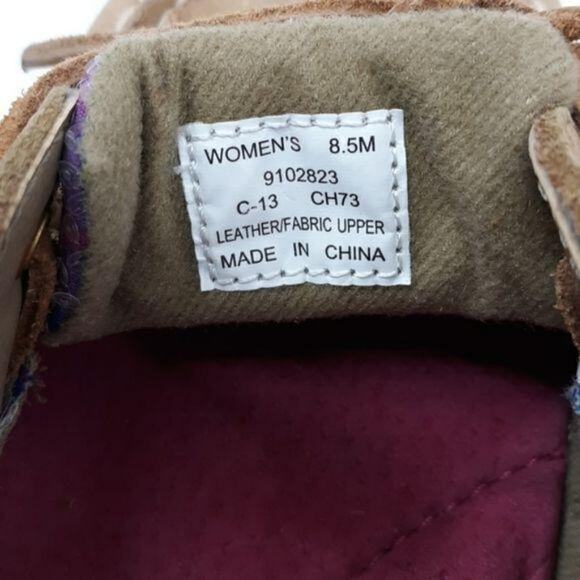 WOMEN'S 8.5M
9102823
C-13 CH73
LEATHER/FABRIC UPPER
MADE IN CHINA